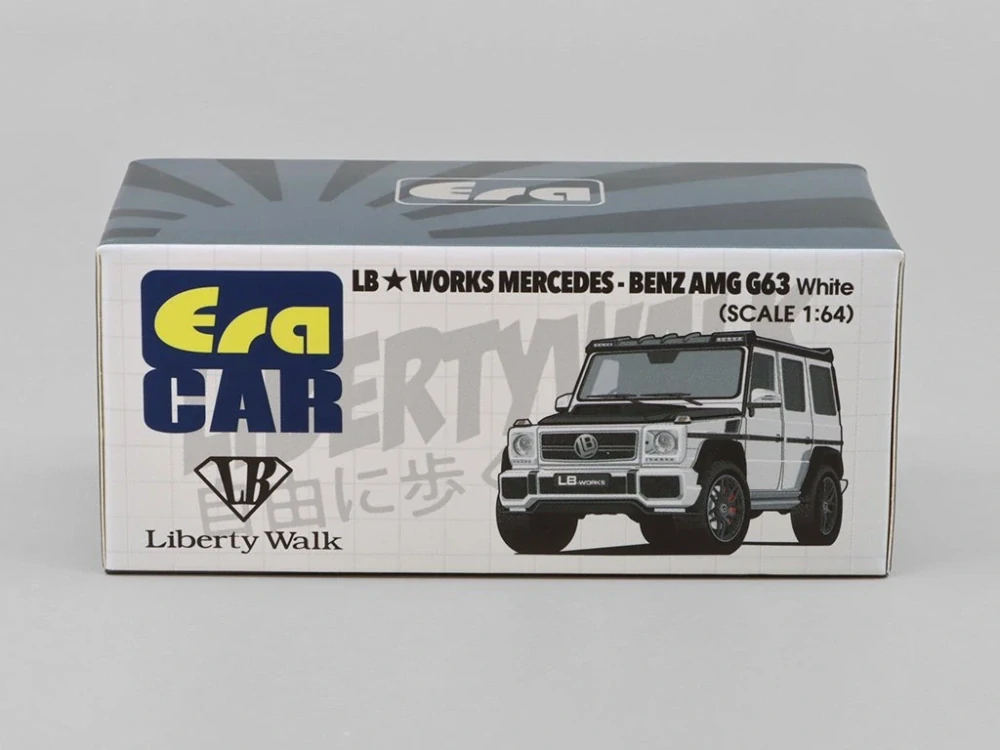 Era
Era
CAR
LB★WORKS MERCEDES-BENZ AMG G63 White
(SCALE 1:64)
LIBERTYWALK
自由に歩く
LB
Liberty Walk
LB-WORKS